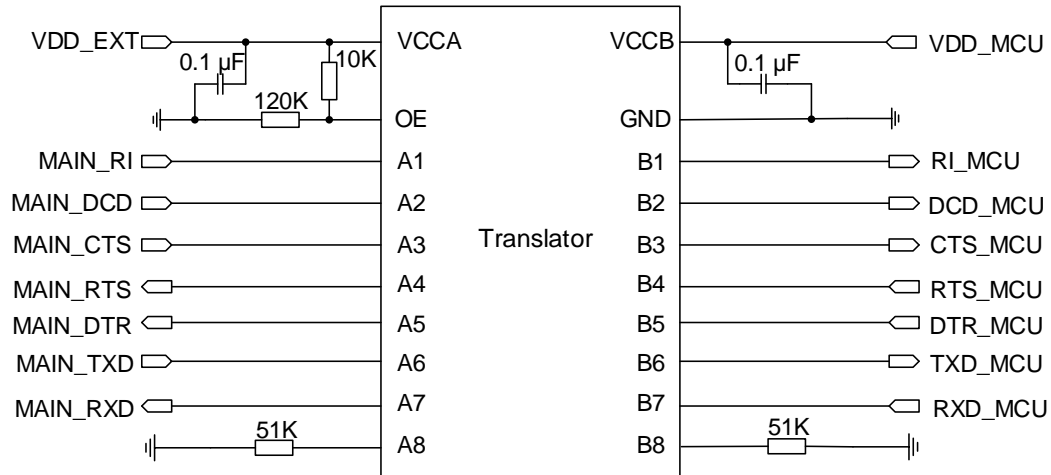 VDD_EXT VCCA VCCB VDD_MCU
0.1 µF 10K 0.1 µF
120K
OE GND
MAIN_RI A1 B1 RI_MCU
MAIN_DCD A2 B2 DCD_MCU
MAIN_CTS A3 Translator B3 CTS_MCU
MAIN_RTS A4 B4 RTS_MCU
MAIN_DTR A5 B5 DTR_MCU
MAIN_TXD A6 B6 TXD_MCU
MAIN_RXD A7 B7 RXD_MCU
51K A8 B8 51K